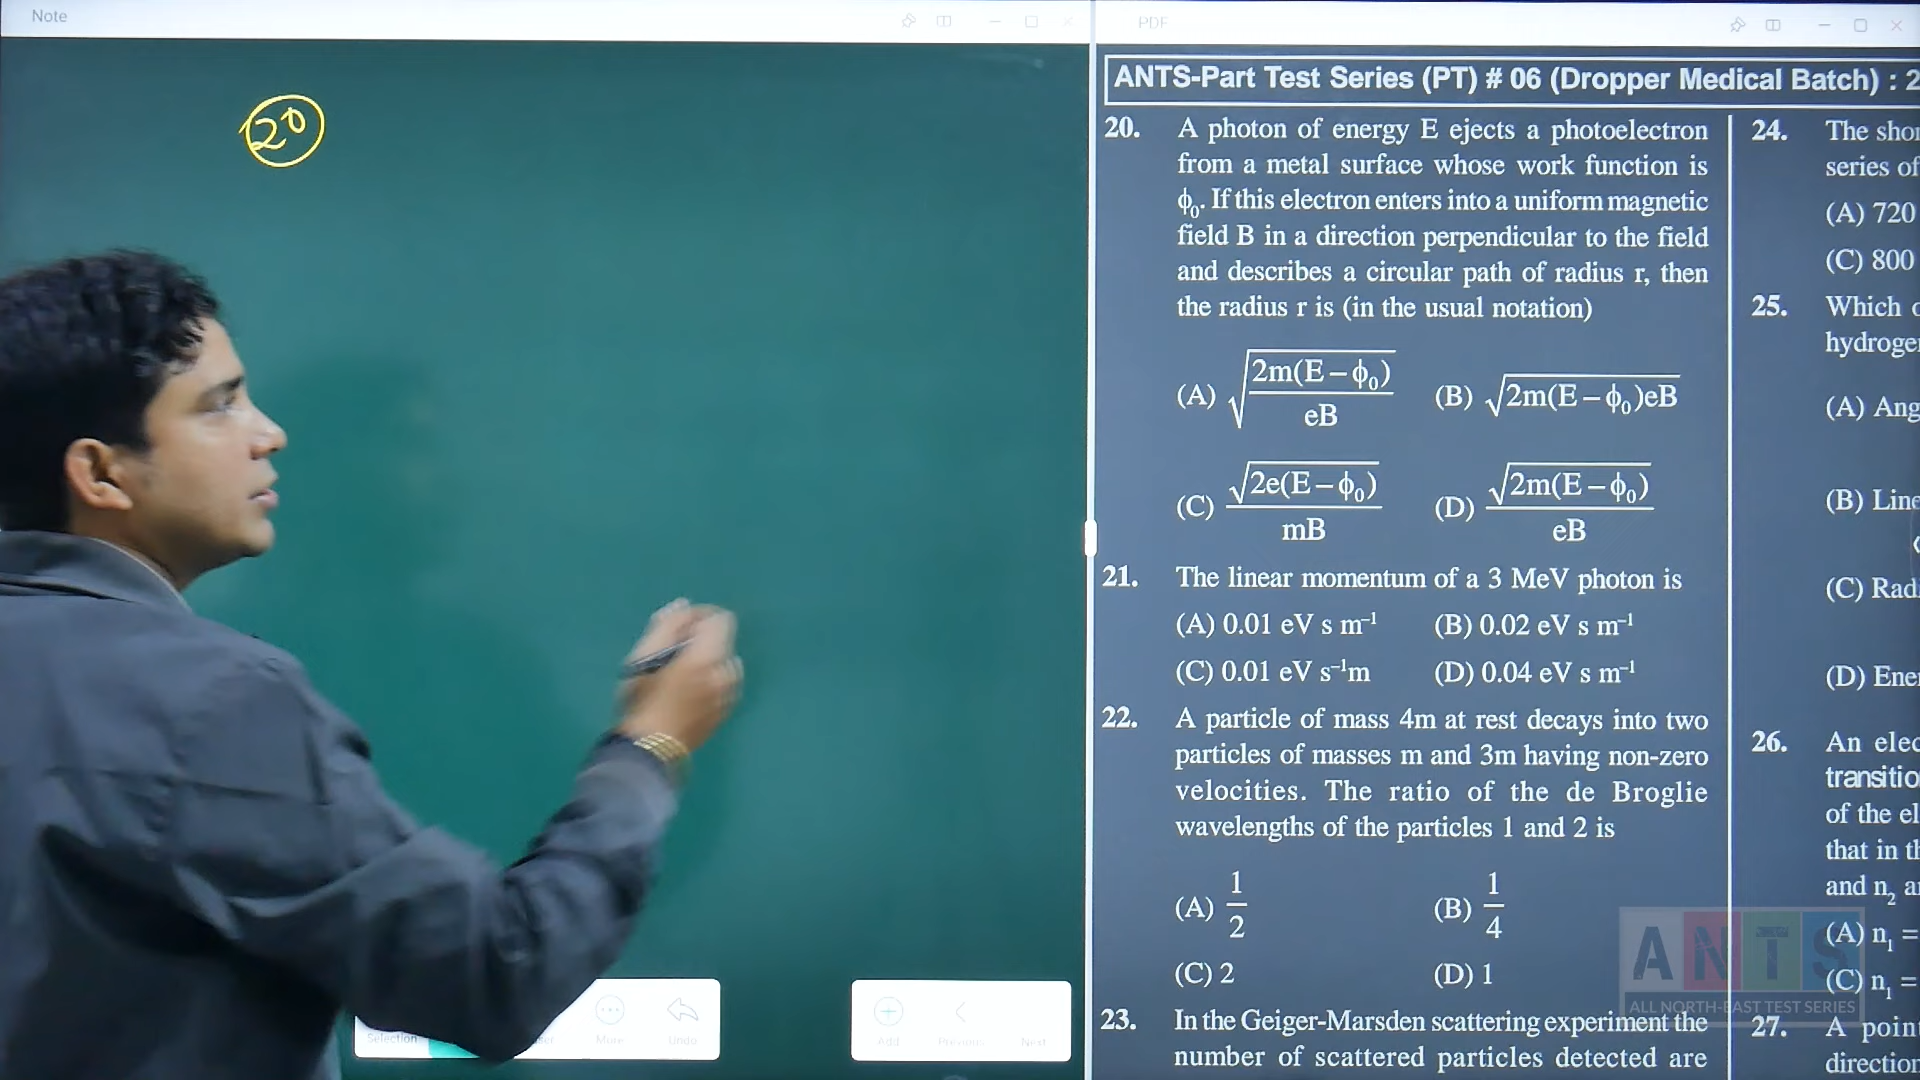 Note
PDF
20
ANTS-Part Test Series (PT) # 06 (Dropper Medical Batch) : 2
20. A photon of energy E ejects a photoelectron
from a metal surface whose work function is
ϕ₀. If this electron enters into a uniform magnetic
field B in a direction perpendicular to the field
and describes a circular path of radius r, then
the radius r is (in the usual notation)
(A) √(2m(E – ϕ₀)/eB) (B) √(2m(E – ϕ₀)eB)
(C) √(2e(E – ϕ₀))/mB (D) √(2m(E – ϕ₀))/eB
21. The linear momentum of a 3 MeV photon is
(A) 0.01 eV s m⁻¹ (B) 0.02 eV s m⁻¹
(C) 0.01 eV s⁻¹m (D) 0.04 eV s m⁻¹
22. A particle of mass 4m at rest decays into two
particles of masses m and 3m having non-zero
velocities. The ratio of the de Broglie
wavelengths of the particles 1 and 2 is
(A) 1/2 (B) 1/4
(C) 2 (D) 1
23. In the Geiger-Marsden scattering experiment the
number of scattered particles detected are
24. The shor
series of
(A) 720
(C) 800
25. Which
hydroge
(A) Ang
(B) Line
(C) Rad
(D) Ene
26. An elec
transitio
of the el
that in th
and n₂ a
(A) n₁ =
(C) n₁ =
27. A point
direction
ANTS
ALL NORTH-EAST TEST SERIES
Selection
More
Undo
Add
Previous
Next